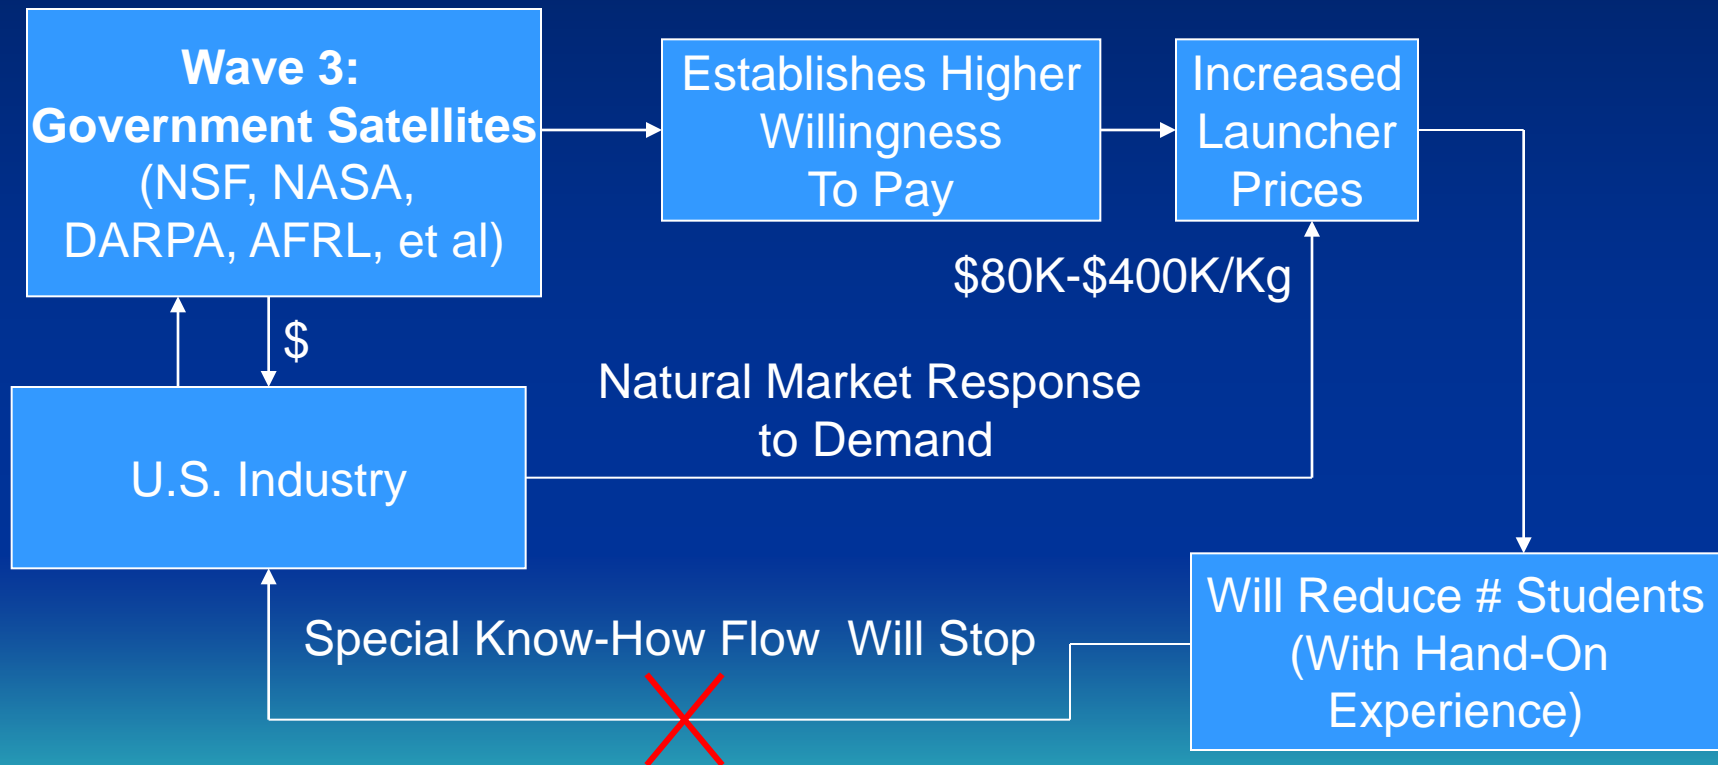 Wave 3:
Government Satellites
(NSF, NASA,
DARPA, AFRL, et al)
Establishes Higher
Willingness
To Pay
Increased
Launcher
Prices
$80K-$400K/Kg
$
Natural Market Response
to Demand
U.S. Industry
Special Know-How Flow  Will Stop
Will Reduce # Students
(With Hand-On
Experience)